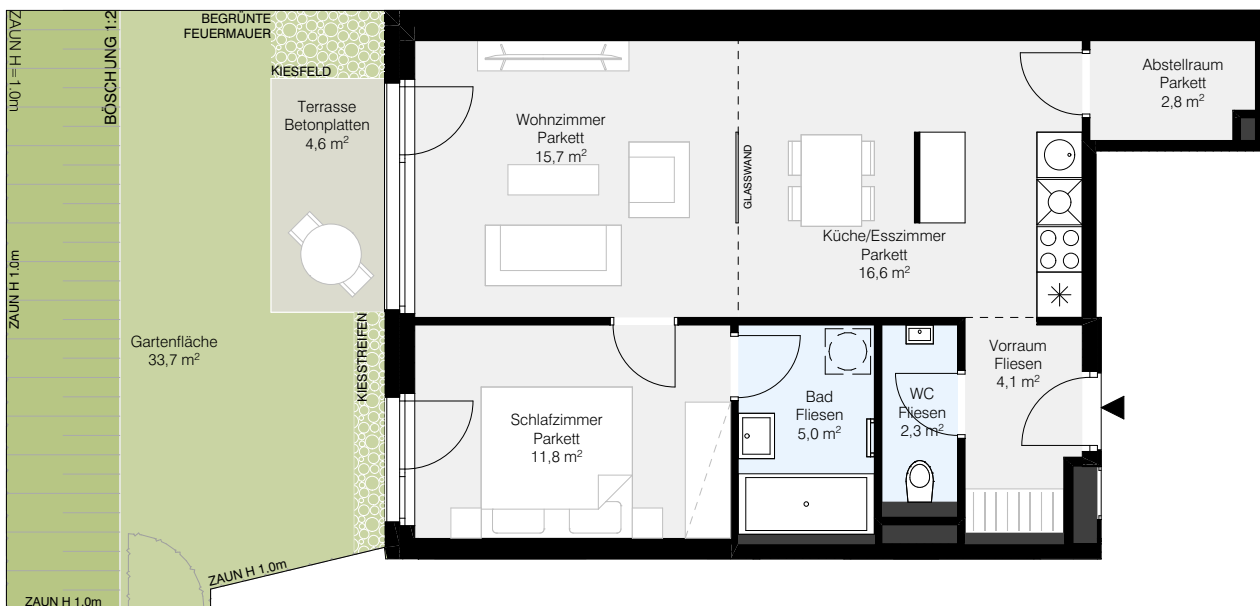 ZAUN H = 1.0m
BÖSCHUNG 1:2
BEGRÜNTE
FEUERMAUER
KIESFELD
Terrasse
Betonplatten
4,6 m²
Wohnzimmer
Parkett
15,7 m²
GLASSWAND
Küche/Esszimmer
Parkett
16,6 m²
Abstellraum
Parkett
2,8 m²
ZAUN H 1.0m
Gartenfläche
33,7 m²
KIESSTREIFEN
Schlafzimmer
Parkett
11,8 m²
Bad
Fliesen
5,0 m²
WC
Fliesen
2,3 m²
Vorraum
Fliesen
4,1 m²
ZAUN H 1.0m
ZAUN H 1.0m